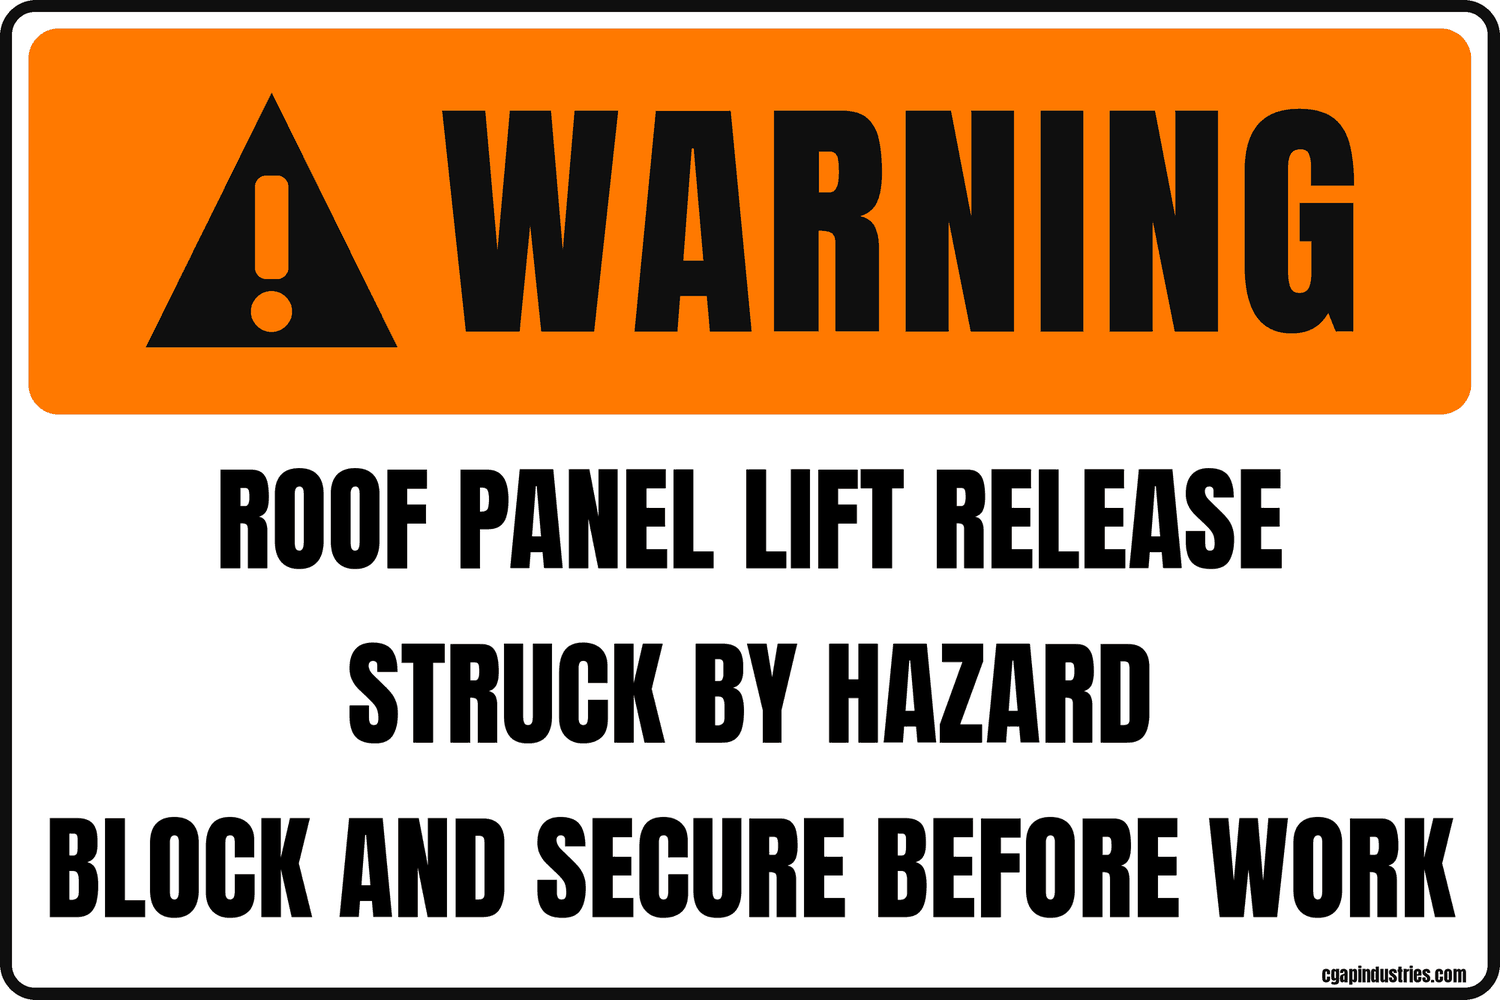 WARNING
ROOF PANEL LIFT RELEASE
STRUCK BY HAZARD
BLOCK AND SECURE BEFORE WORK
cgapindustries.com